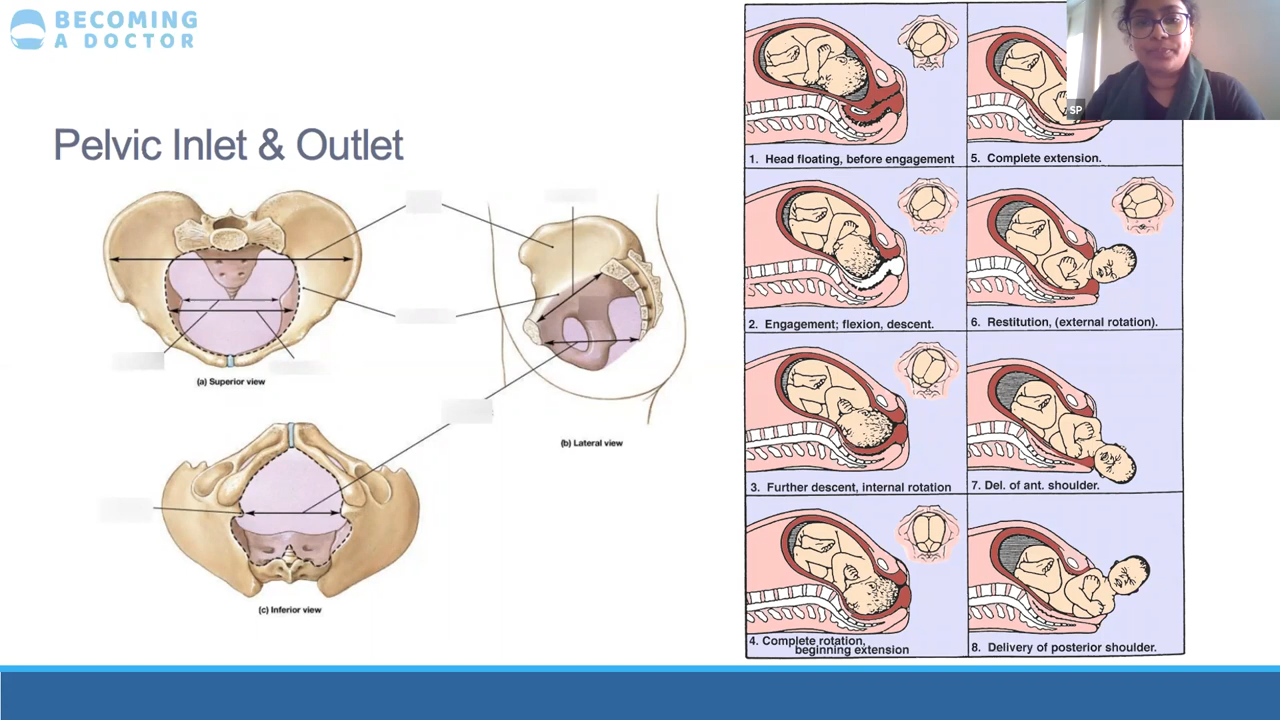 BECOMING
A DOCTOR
Pelvic Inlet & Outlet
(a) Superior view
(b) Lateral view
(c) Inferior view
1. Head floating, before engagement
2. Engagement; flexion, descent.
3. Further descent, internal rotation
4. Complete rotation,
beginning extension
5. Complete extension.
6. Restitution, (external rotation).
7. Del. of ant. shoulder.
8. Delivery of posterior shoulder.
SP